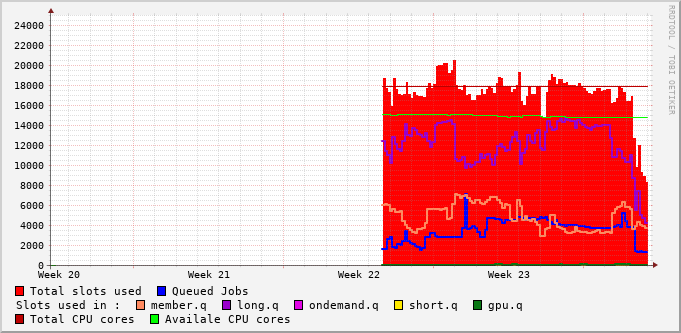 24000
22000
20000
18000
16000
14000
12000
10000
8000
6000
4000
2000
0
Week 20 Week 21 Week 22 Week 23
Total slots used Queued Jobs
Slots used in : member.q long.q ondemand.q short.q gpu.q
Total CPU cores Availale CPU cores
RRDTOOL / TOBI OETIKER